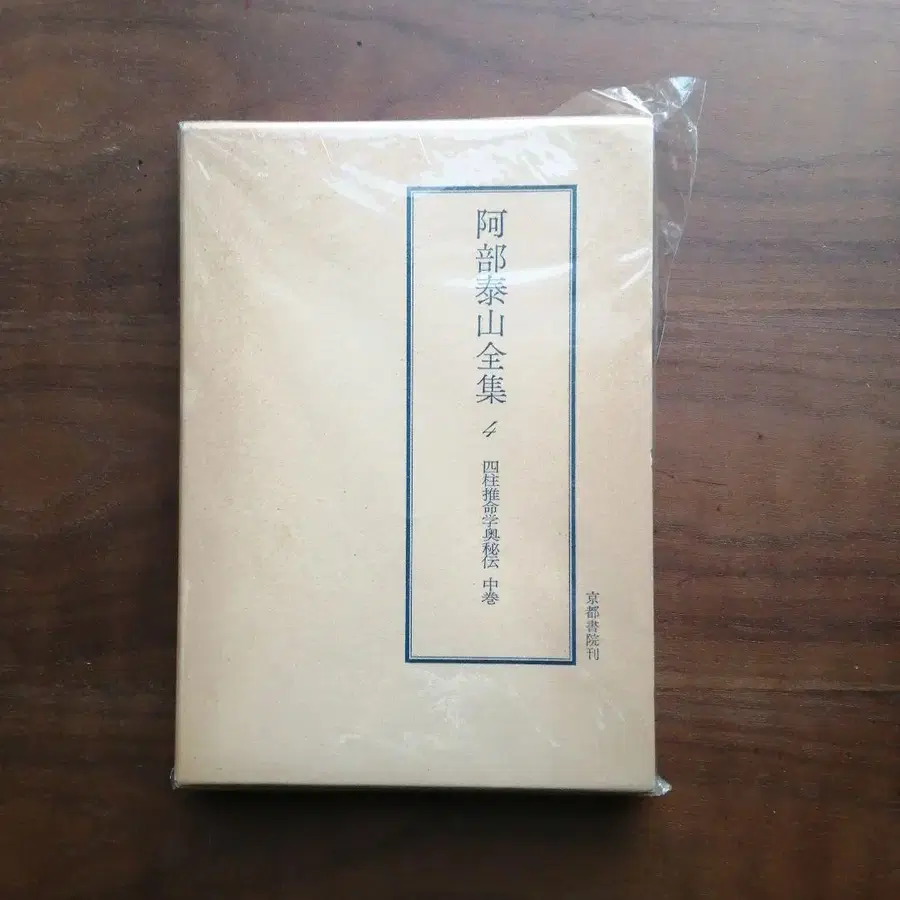 阿部泰山全集 4
四柱推命学奥秘伝 中巻
京都書院刊